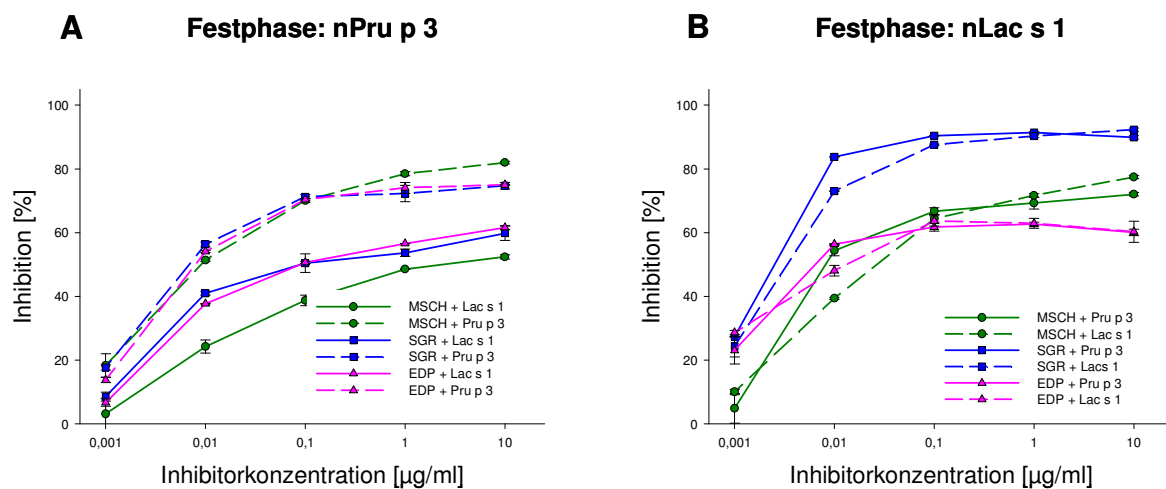 A
Festphase: nPru p 3
Inhibition [%]
100
80
60
40
20
0
0,001
0,01
0,1
1
10
Inhibitorkonzentration [µg/ml]
MSCH + Lac s 1
MSCH + Pru p 3
SGR + Lac s 1
SGR + Pru p 3
EDP + Lac s 1
EDP + Pru p 3
B
Festphase: nLac s 1
Inhibition [%]
100
80
60
40
20
0
0,001
0,01
0,1
1
10
Inhibitorkonzentration [µg/ml]
MSCH + Pru p 3
MSCH + Lac s 1
SGR + Pru p 3
SGR + Lacs 1
EDP + Pru p 3
EDP + Lac s 1